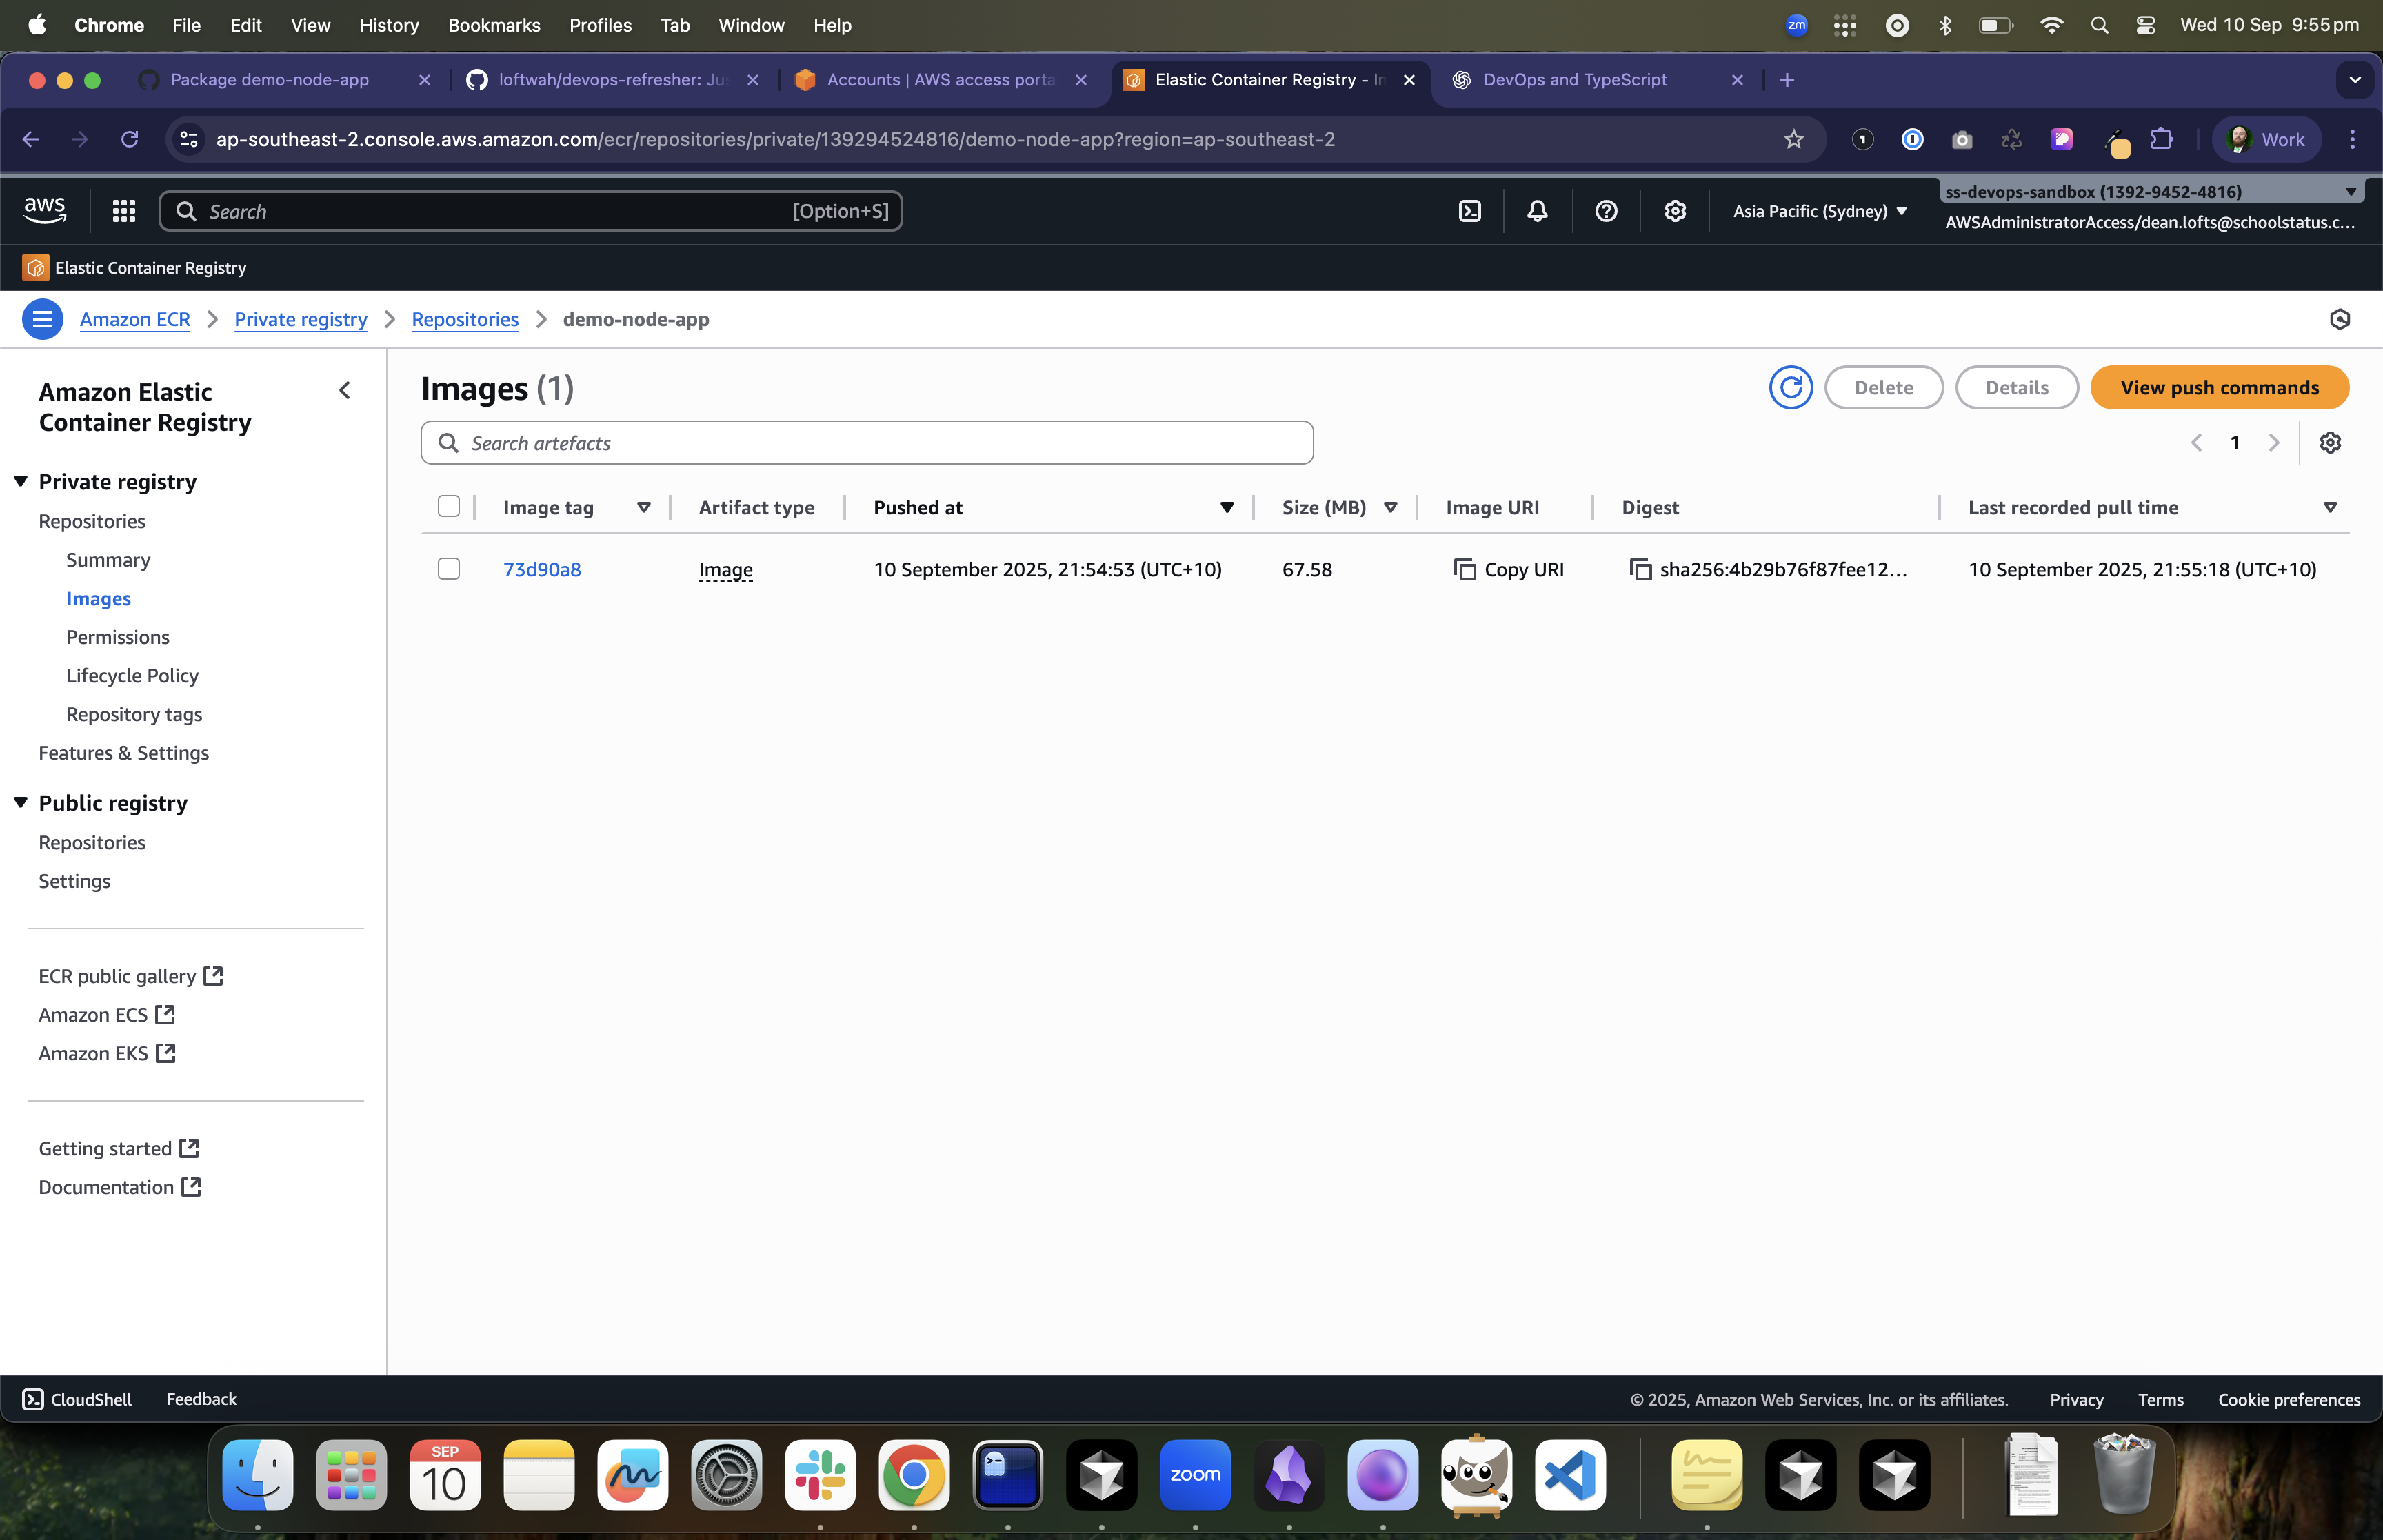 Chrome File Edit View History Bookmarks Profiles Tab Window Help zm Wed 10 Sep 9:55 pm
Package demo-node-app loftwah/devops-refresher: Jus Accounts | AWS access porta Elastic Container Registry - In DevOps and TypeScript
ap-southeast-2.console.aws.amazon.com/ecr/repositories/private/139294524816/demo-node-app?region=ap-southeast-2 1 Work
aws Search [Option+S] Asia Pacific (Sydney) ss-devops-sandbox (1392-9452-4816)
AWSAdministratorAccess/dean.lofts@schoolstatus.c...
Elastic Container Registry
Amazon ECR Private registry Repositories demo-node-app
Amazon Elastic
Container Registry
Private registry
Repositories
Summary
Images
Permissions
Lifecycle Policy
Repository tags
Features & Settings
Public registry
Repositories
Settings
ECR public gallery
Amazon ECS
Amazon EKS
Getting started
Documentation
Images (1) Delete Details View push commands
Search artefacts 1
Image tag Artifact type Pushed at Size (MB) Image URI Digest Last recorded pull time
73d90a8 Image 10 September 2025, 21:54:53 (UTC+10) 67.58 Copy URI sha256:4b29b76f87fee12... 10 September 2025, 21:55:18 (UTC+10)
CloudShell Feedback © 2025, Amazon Web Services, Inc. or its affiliates. Privacy Terms Cookie preferences
SEP
10
zoom